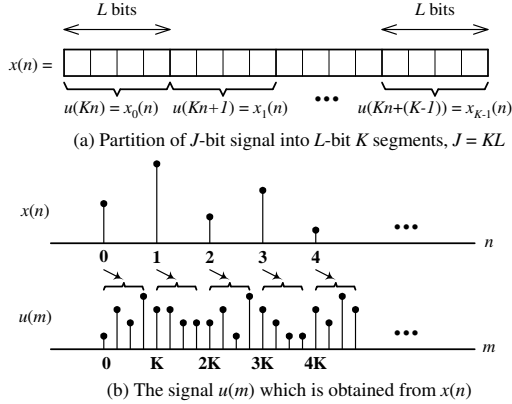 L bits L bits
x(n) =
u(Kn) = x₀(n) u(Kn+1) = x₁(n) ••• u(Kn+(K-1)) = x_{K-1}(n)
(a) Partition of J-bit signal into L-bit K segments, J = KL
x(n) •••
0 1 2 3 4 n
u(m) •••
0 K 2K 3K 4K m
(b) The signal u(m) which is obtained from x(n)